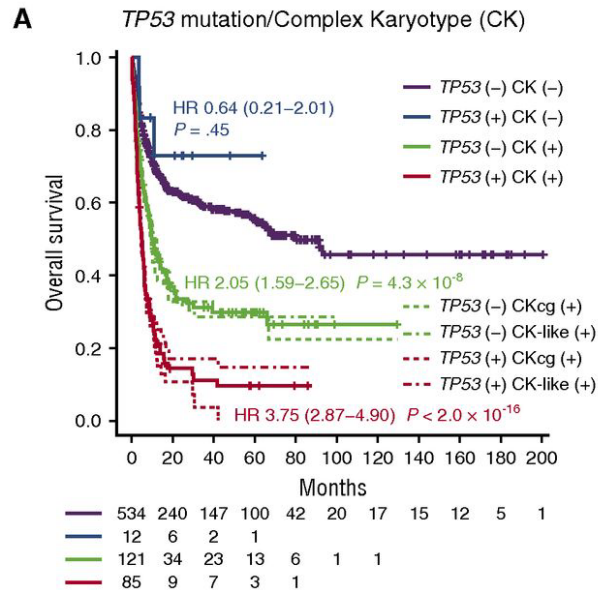 A
TP53 mutation/Complex Karyotype (CK)
Overall survival
1.0
0.8
0.6
0.4
0.2
0.0
HR 0.64 (0.21–2.01)
P = .45
TP53 (–) CK (–)
TP53 (+) CK (–)
TP53 (–) CK (+)
TP53 (+) CK (+)
HR 2.05 (1.59–2.65) P = 4.3 × 10⁻⁸
TP53 (–) CKcg (+)
TP53 (–) CK-like (+)
TP53 (+) CKcg (+)
TP53 (+) CK-like (+)
HR 3.75 (2.87–4.90) P < 2.0 × 10⁻¹⁶
0 20 40 60 80 100 120 140 160 180 200
Months
534 240 147 100 42 20 17 15 12 5 1
12 6 2 1
121 34 23 13 6 1 1
85 9 7 3 1